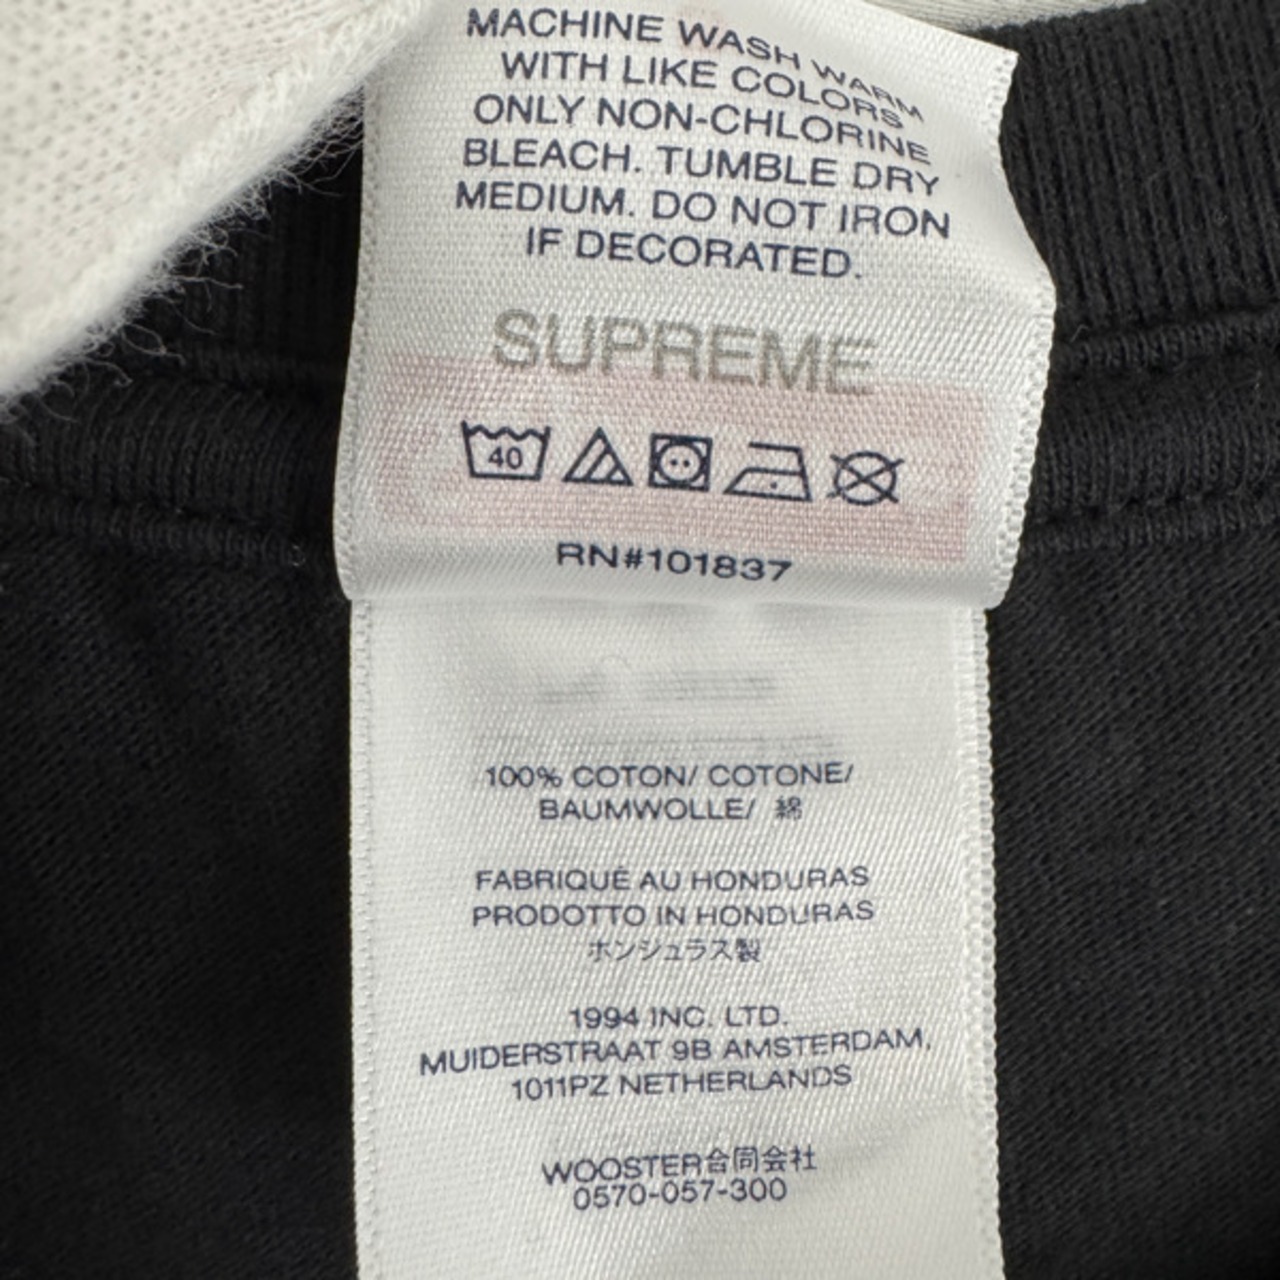 MACHINE WASH WARM
WITH LIKE COLORS
ONLY NON-CHLORINE
BLEACH. TUMBLE DRY
MEDIUM. DO NOT IRON
IF DECORATED.
SUPREME
40
RN#101837
100% COTON/ COTONE/
BAUMWOLLE/ 綿
FABRIQUÉ AU HONDURAS
PRODOTTO IN HONDURAS
ホンジュラス製
1994 INC. LTD.
MUIDERSTRAAT 9B AMSTERDAM,
1011PZ NETHERLANDS
WOOSTER合同会社
0570-057-300